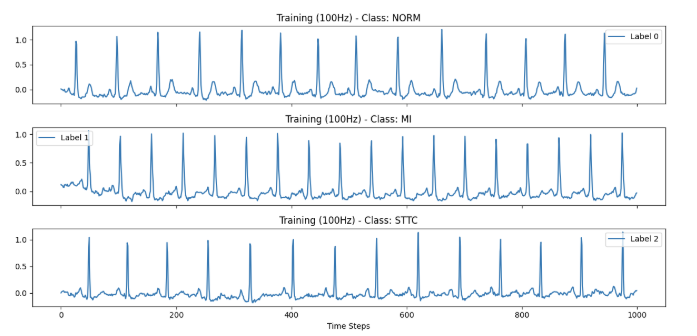 Training (100Hz) - Class: NORM
1.0
0.5
0.0
Label 0
Training (100Hz) - Class: MI
1.0
0.5
0.0
Label 1
Training (100Hz) - Class: STTC
1.0
0.5
0.0
Label 2
0 200 400 600 800 1000
Time Steps